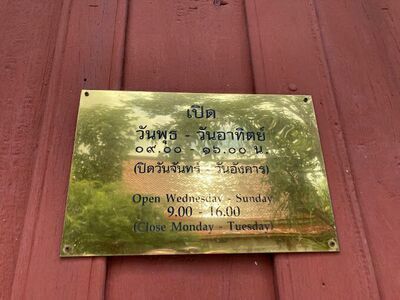 เปิด
วันพุธ - วันอาทิตย์
๐๙.๐๐ - ๑๖.๐๐ น.
(ปิดวันจันทร์ - วันอังคาร)
Open Wednesday - Sunday
9.00 - 16.00
(Close Monday - Tuesday)